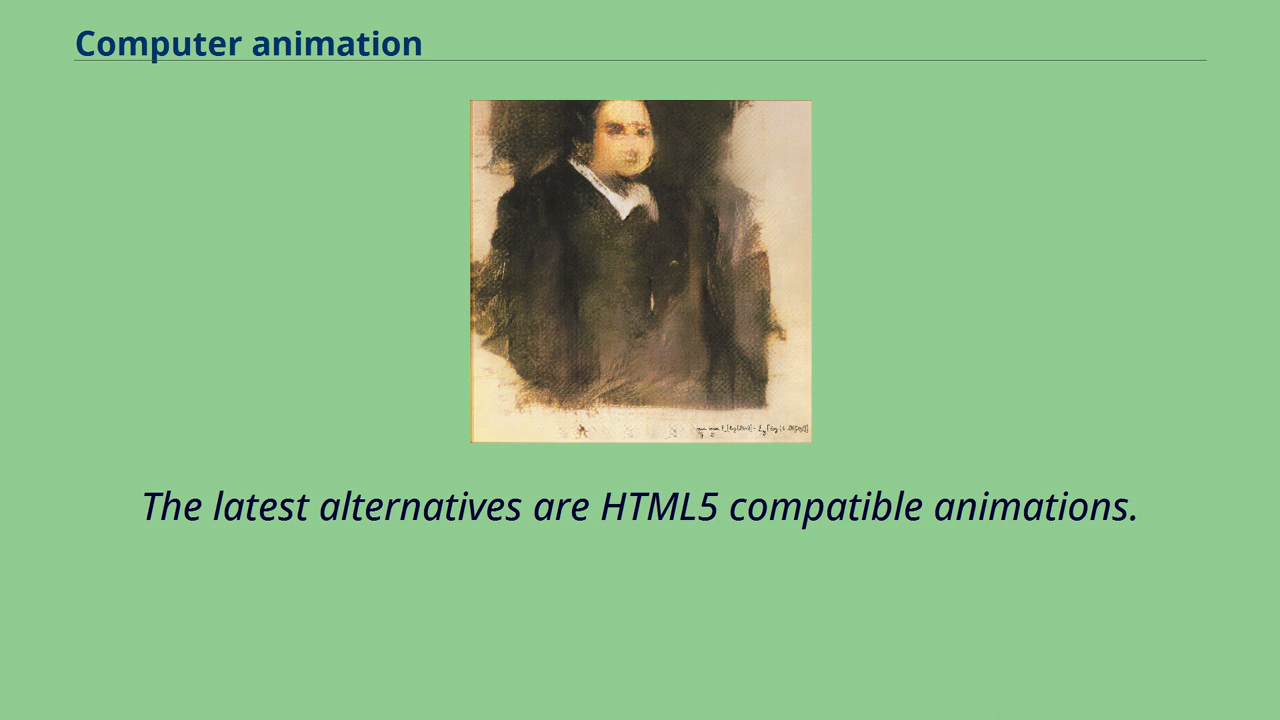 Computer animation
The latest alternatives are HTML5 compatible animations.